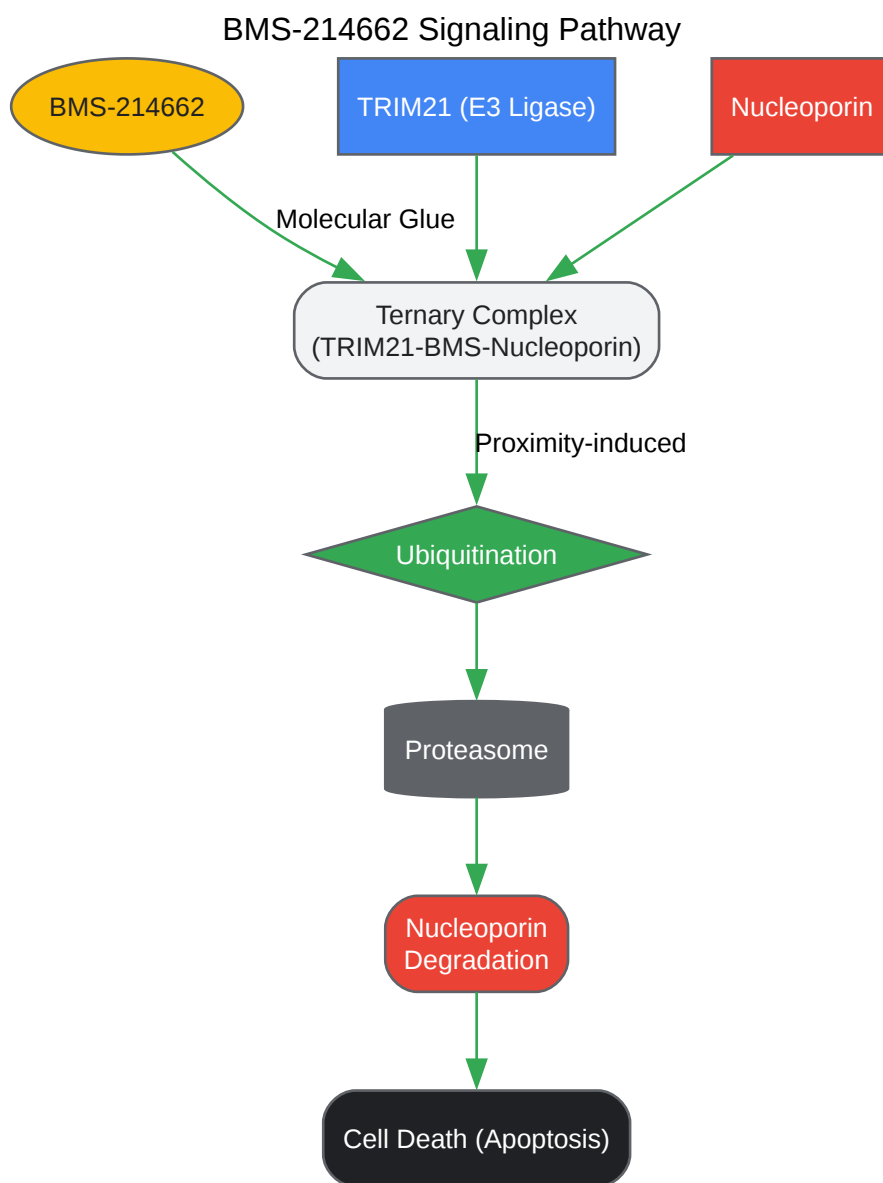 BMS-214662 Signaling Pathway
BMS-214662
TRIM21 (E3 Ligase)
Nucleoporin
Molecular Glue
Ternary Complex
(TRIM21-BMS-Nucleoporin)
Proximity-induced
Ubiquitination
Proteasome
Nucleoporin
Degradation
Cell Death (Apoptosis)